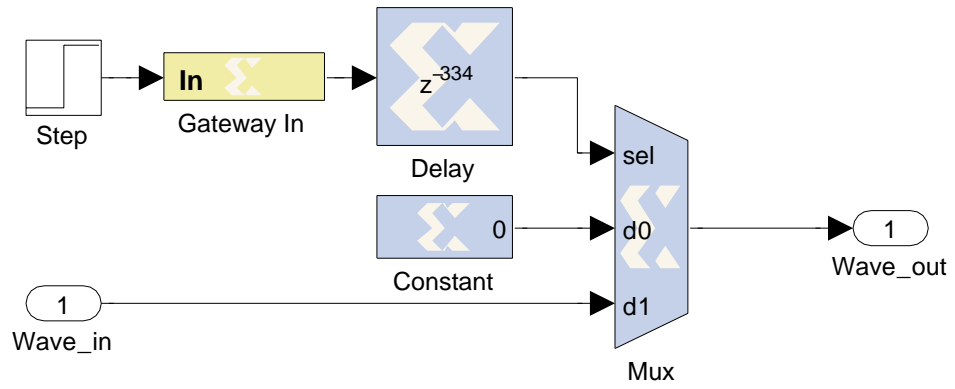 Step
In
Gateway In
z⁻³³⁴
Delay
sel
0
d0
Constant
1
Wave_out
1
Wave_in
d1
Mux